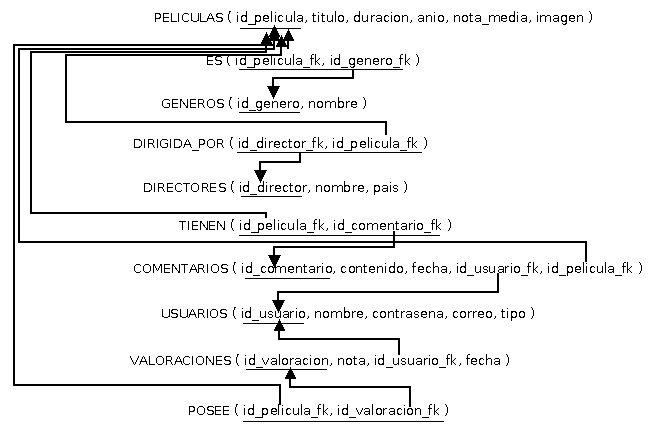 PELICULAS ( id_pelicula, titulo, duracion, anio, nota_media, imagen )
ES ( id_pelicula_fk, id_genero_fk )
GENEROS ( id_genero, nombre )
DIRIGIDA_POR ( id_director_fk, id_pelicula_fk )
DIRECTORES ( id_director, nombre, pais )
TIENEN ( id_pelicula_fk, id_comentario_fk )
COMENTARIOS ( id_comentario, contenido, fecha, id_usuario_fk, id_pelicula_fk )
USUARIOS ( id_usuario, nombre, contrasena, correo, tipo )
VALORACIONES ( id_valoracion, nota, id_usuario_fk, fecha )
POSEE ( id_pelicula_fk, id_valoración_fk )